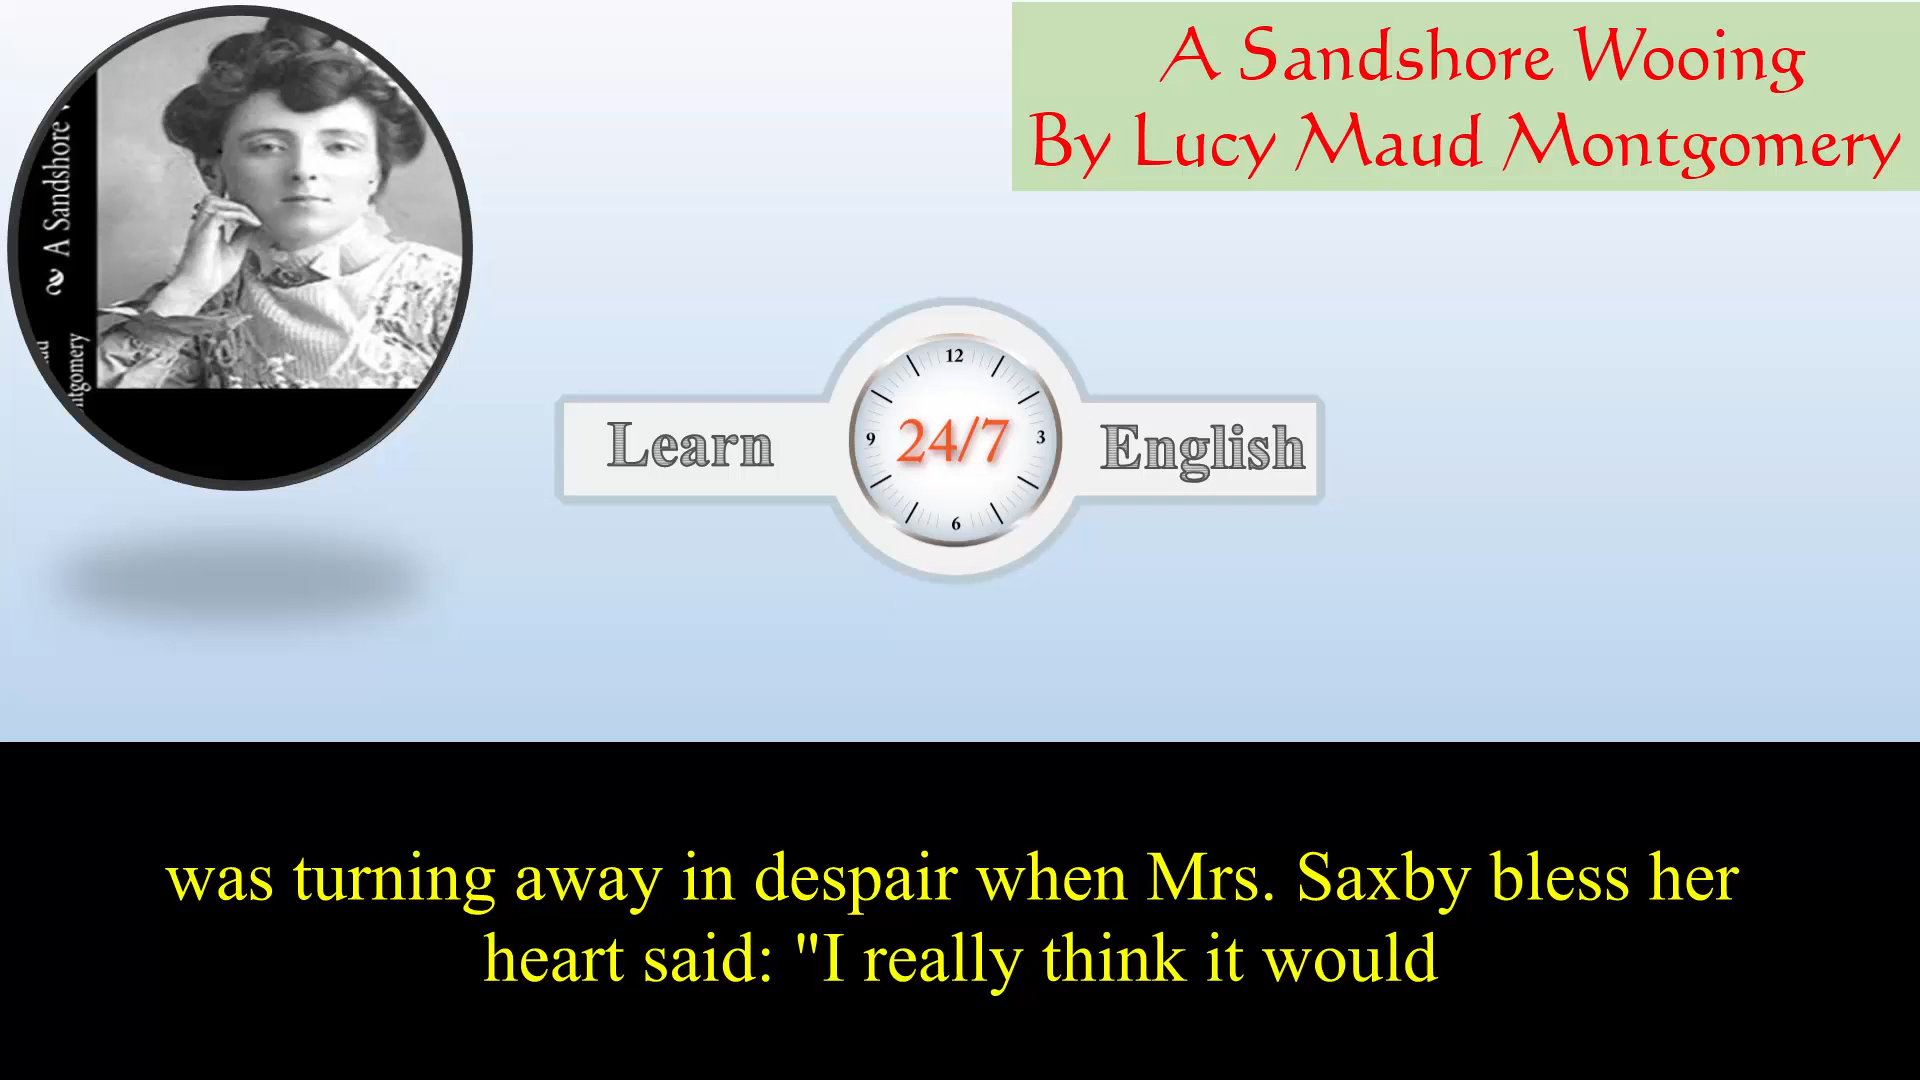 A Sandshore Wooing
By Lucy Maud Montgomery
A Sandshore
ntgomery
Learn
24/7
English
12
9
3
6
was turning away in despair when Mrs. Saxby bless her
heart said: "I really think it would